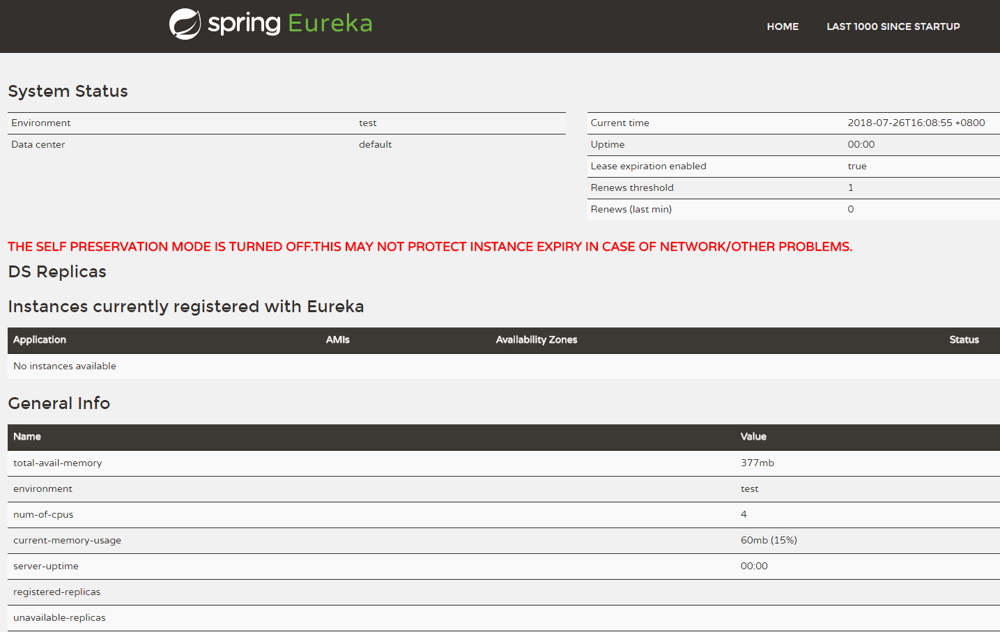 spring Eureka
HOME LAST 1000 SINCE STARTUP
System Status
Environment test
Data center default
Current time 2018-07-26T16:08:55 +0800
Uptime 00:00
Lease expiration enabled true
Renews threshold 1
Renews (last min) 0
THE SELF PRESERVATION MODE IS TURNED OFF.THIS MAY NOT PROTECT INSTANCE EXPIRY IN CASE OF NETWORK/OTHER PROBLEMS.
DS Replicas
Instances currently registered with Eureka
Application AMIs Availability Zones Status
No instances available
General Info
Name Value
total-avail-memory 377mb
environment test
num-of-cpus 4
current-memory-usage 60mb (15%)
server-uptime 00:00
registered-replicas
unavailable-replicas